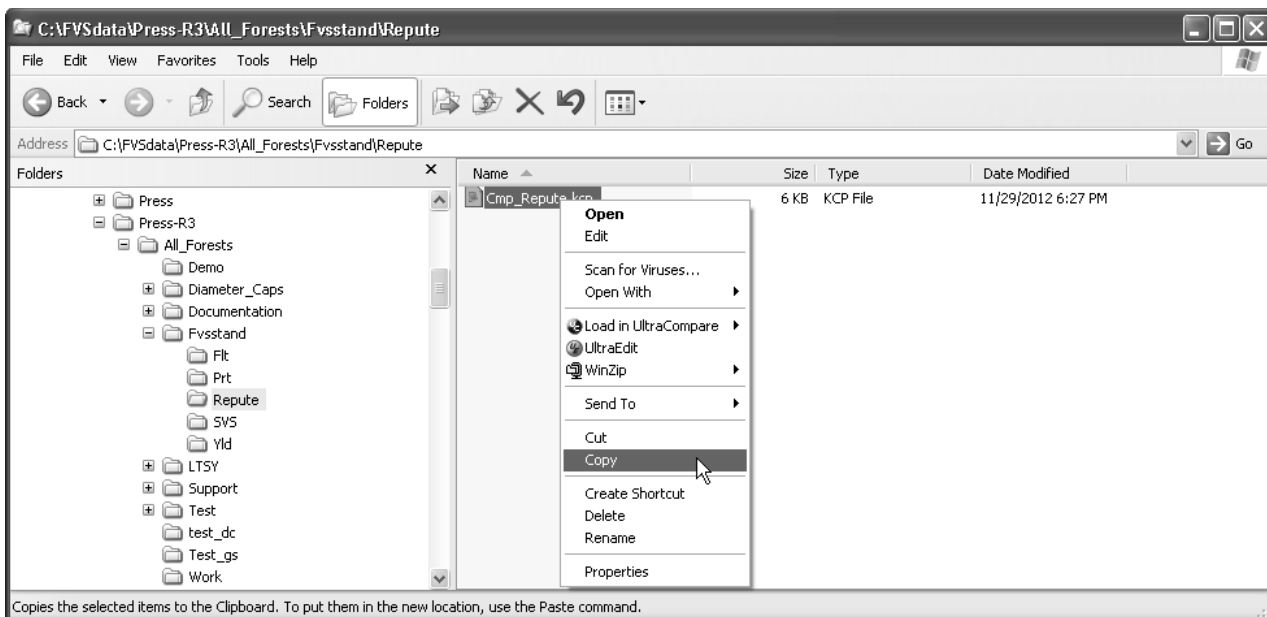 C:\FVSdata\Press-R3\All_Forests\Fvsstand\Repute
File Edit View Favorites Tools Help
Back Search Folders
Address C:\FVSdata\Press-R3\All_Forests\Fvsstand\Repute Go
Folders
Name Size Type Date Modified
Press
Press-R3
All_Forests
Demo
Diameter_Caps
Documentation
Fvsstand
Flt
Prt
Repute
SVS
Yld
LTSY
Support
Test
test_dc
Test_gs
Work
Cmp_Repute.kcp 6 KB KCP File 11/29/2012 6:27 PM
Open
Edit
Scan for Viruses...
Open With
Load in UltraCompare
UltraEdit
WinZip
Send To
Cut
Copy
Create Shortcut
Delete
Rename
Properties
Copies the selected items to the Clipboard. To put them in the new location, use the Paste command.